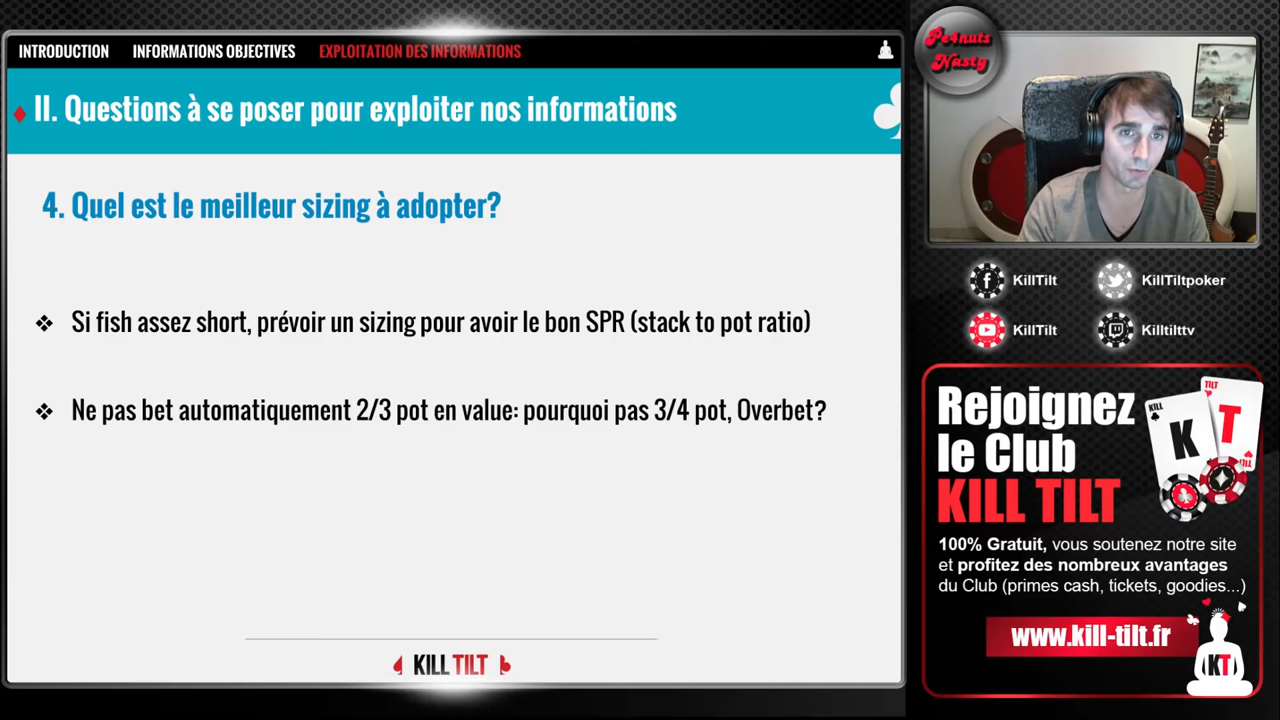 INTRODUCTION
INFORMATIONS OBJECTIVES
EXPLOITATION DES INFORMATIONS
II. Questions à se poser pour exploiter nos informations
4. Quel est le meilleur sizing à adopter?
Si fish assez short, prévoir un sizing pour avoir le bon SPR (stack to pot ratio)
Ne pas bet automatiquement 2/3 pot en value: pourquoi pas 3/4 pot, Overbet?
KILL TILT
Pe4nuts
Nasty
KillTilt
KillTiltpoker
KillTilt
Killtilttv
Rejoignez
le Club
KILL TILT
KILL
K
TILT
T
TILT
100% Gratuit, vous soutenez notre site
et profitez des nombreux avantages
du Club (primes cash, tickets, goodies...)
www.kill-tilt.fr
KT